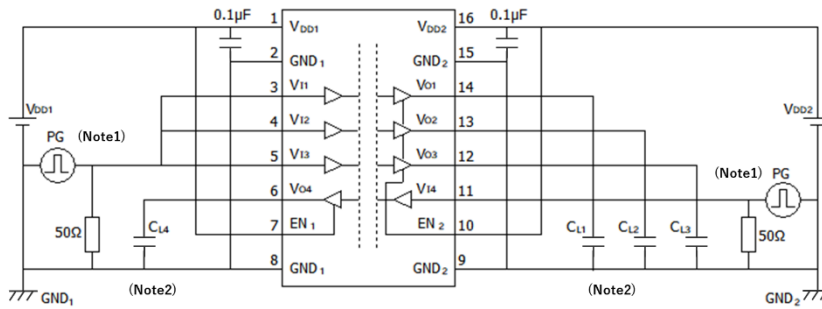 0.1μF 1 VDD1 VDD2 16 0.1μF
2 GND1 GND2 15
3 VI1 VO1 14
VDD1 4 VI2 VO2 13 VDD2
PG (Note1) 5 VI3 VO3 12 (Note1) PG
6 VO4 VI4 11
50Ω CL4 7 EN1 EN2 10 CL1 CL2 CL3 50Ω
8 GND1 GND2 9
GND1 (Note2) (Note2) GND2